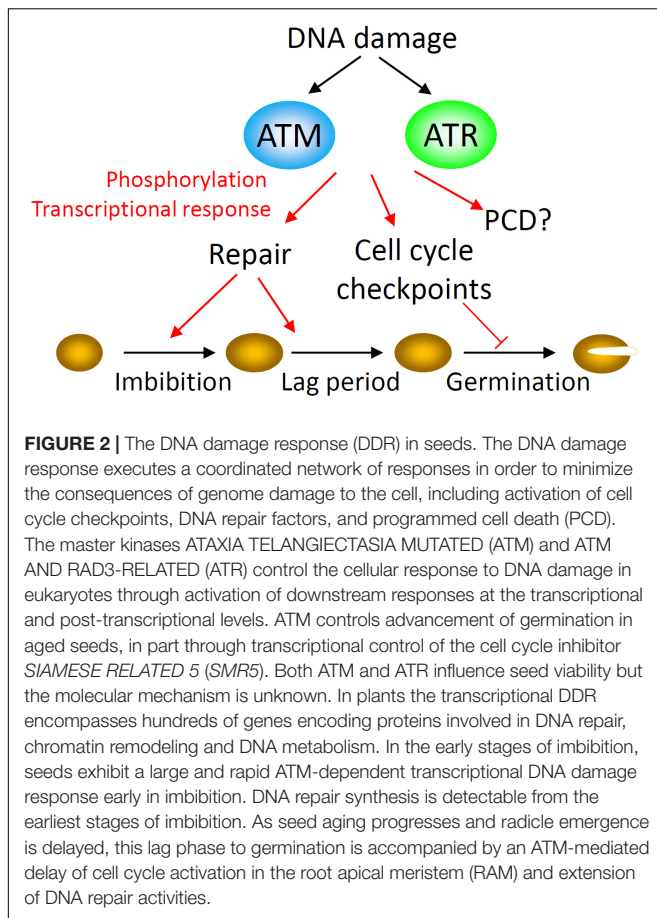 DNA damage
ATM
ATR
Phosphorylation
Transcriptional response
PCD?
Repair
Cell cycle
checkpoints
Imbibition
Lag period
Germination
FIGURE 2 | The DNA damage response (DDR) in seeds. The DNA damage
response executes a coordinated network of responses in order to minimize
the consequences of genome damage to the cell, including activation of cell
cycle checkpoints, DNA repair factors, and programmed cell death (PCD).
The master kinases ATAXIA TELANGIECTASIA MUTATED (ATM) and ATM
AND RAD3-RELATED (ATR) control the cellular response to DNA damage in
eukaryotes through activation of downstream responses at the transcriptional
and post-transcriptional levels. ATM controls advancement of germination in
aged seeds, in part through transcriptional control of the cell cycle inhibitor
SIAMESE RELATED 5 (SMR5). Both ATM and ATR influence seed viability but
the molecular mechanism is unknown. In plants the transcriptional DDR
encompasses hundreds of genes encoding proteins involved in DNA repair,
chromatin remodeling and DNA metabolism. In the early stages of imbibition,
seeds exhibit a large and rapid ATM-dependent transcriptional DNA damage
response early in imbibition. DNA repair synthesis is detectable from the
earliest stages of imbibition. As seed aging progresses and radicle emergence
is delayed, this lag phase to germination is accompanied by an ATM-mediated
delay of cell cycle activation in the root apical meristem (RAM) and extension
of DNA repair activities.